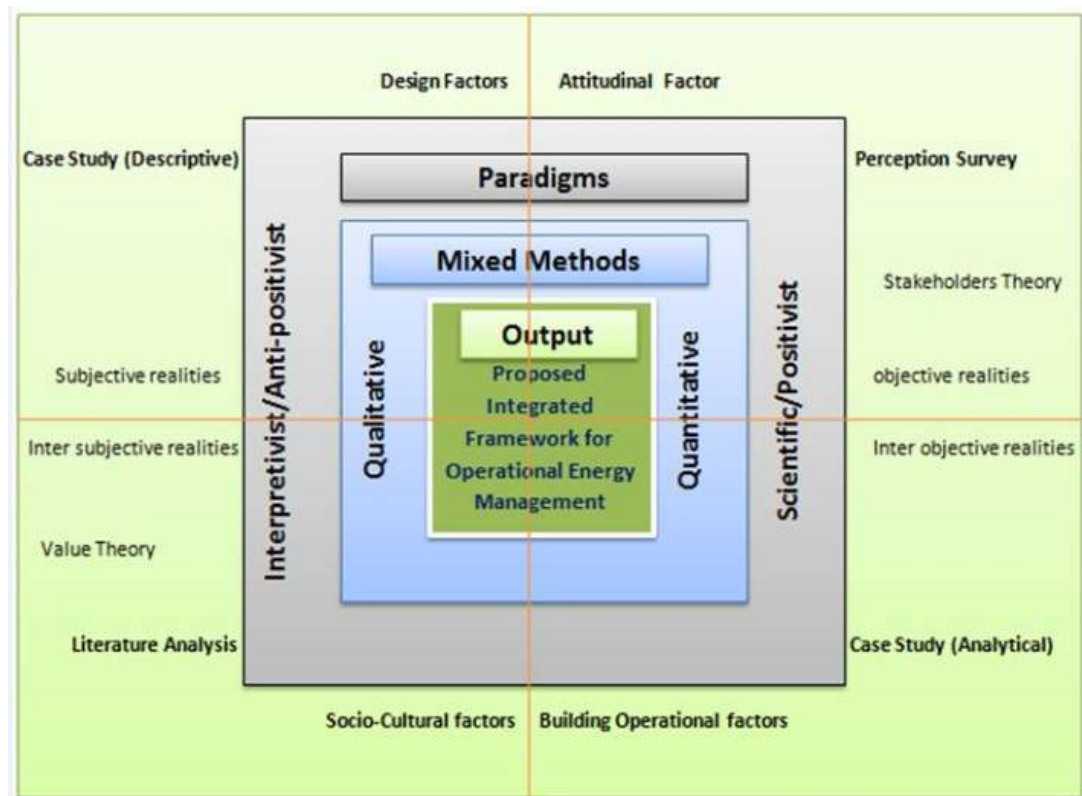 Design Factors
Attitudinal Factor
Case Study (Descriptive)
Perception Survey
Paradigms
Mixed Methods
Stakeholders Theory
Output
Interpretivist/Anti-positivist
Qualitative
Proposed
Integrated
Framework for
Operational Energy
Management
Quantitative
Scientific/Positivist
Subjective realities
objective realities
Inter subjective realities
Inter objective realities
Value Theory
Literature Analysis
Case Study (Analytical)
Socio-Cultural factors
Building Operational factors